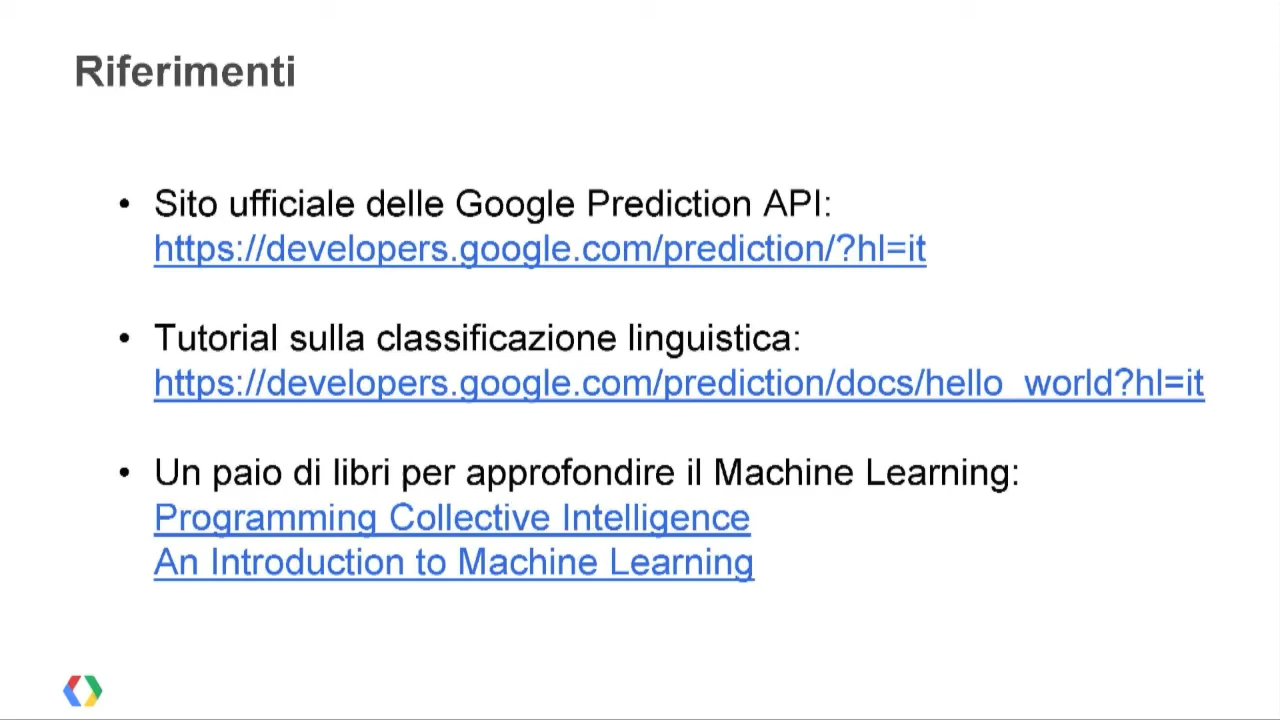 Riferimenti
• Sito ufficiale delle Google Prediction API:
https://developers.google.com/prediction/?hl=it
• Tutorial sulla classificazione linguistica:
https://developers.google.com/prediction/docs/hello_world?hl=it
• Un paio di libri per approfondire il Machine Learning:
Programming Collective Intelligence
An Introduction to Machine Learning